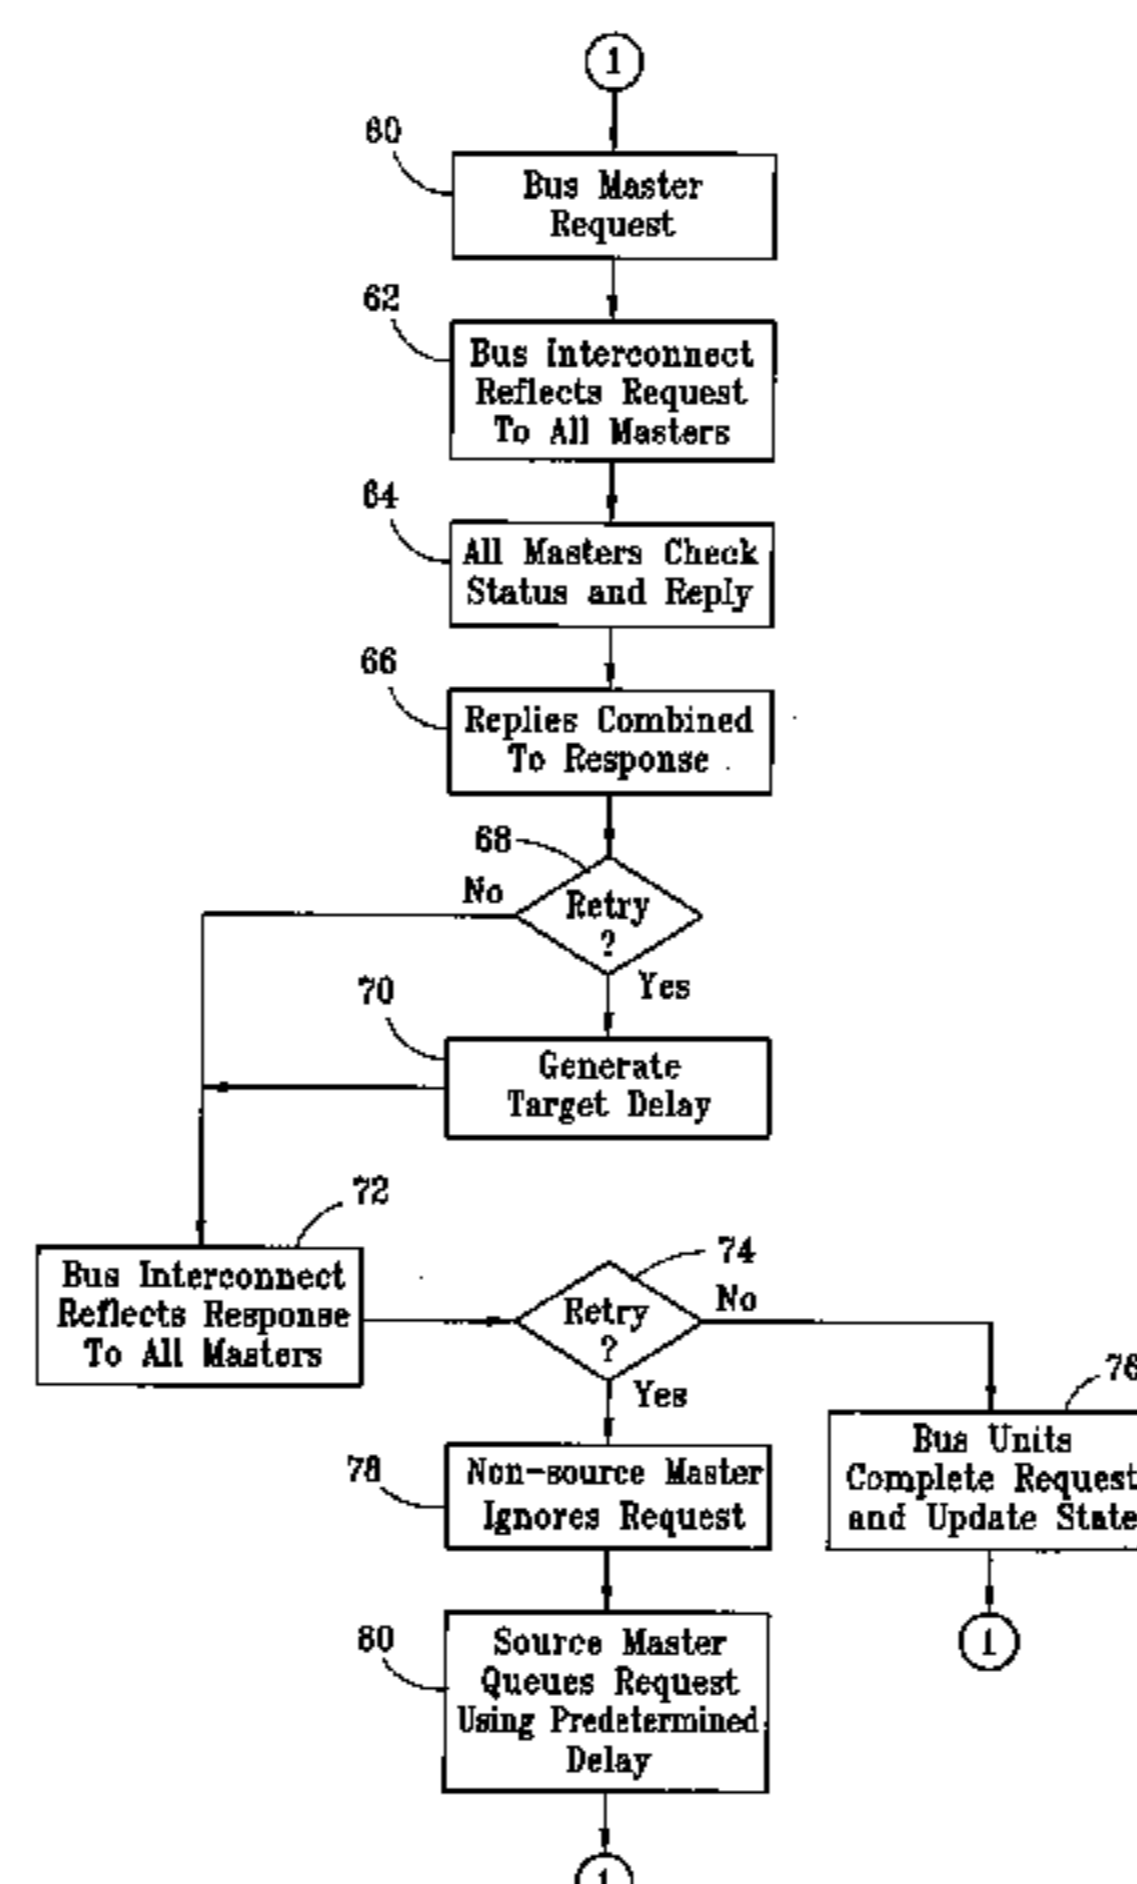 1
60
Bus Master
Request
62
Bus Interconnect
Reflects Request
To All Masters
64
All Masters Check
Status and Reply
66
Replies Combined
To Response
68
No
Retry
?
Yes
70
Generate
Target Delay
72
Bus Interconnect
Reflects Response
To All Masters
74
Retry
?
No
Yes
76
Bus Units
Complete Request
and Update State
1
78
Non-source Master
Ignores Request
80
Source Master
Queues Request
Using Predetermined
Delay
1